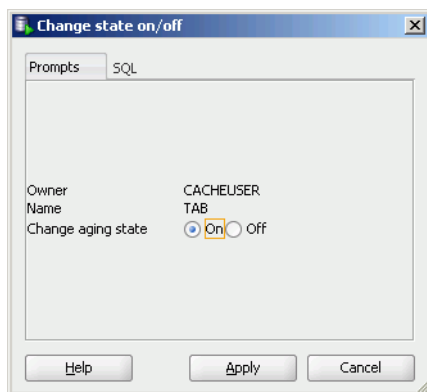 Change state on/off
Prompts SQL
Owner CACHEUSER
Name TAB
Change aging state On Off
Help Apply Cancel